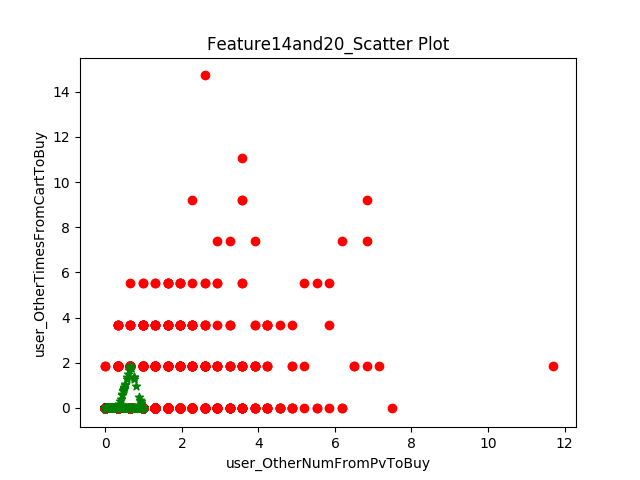 Feature14and20_Scatter Plot
user_OtherTimesFromCartToBuy
14
12
10
8
6
4
2
0
0 2 4 6 8 10 12
user_OtherNumFromPvToBuy